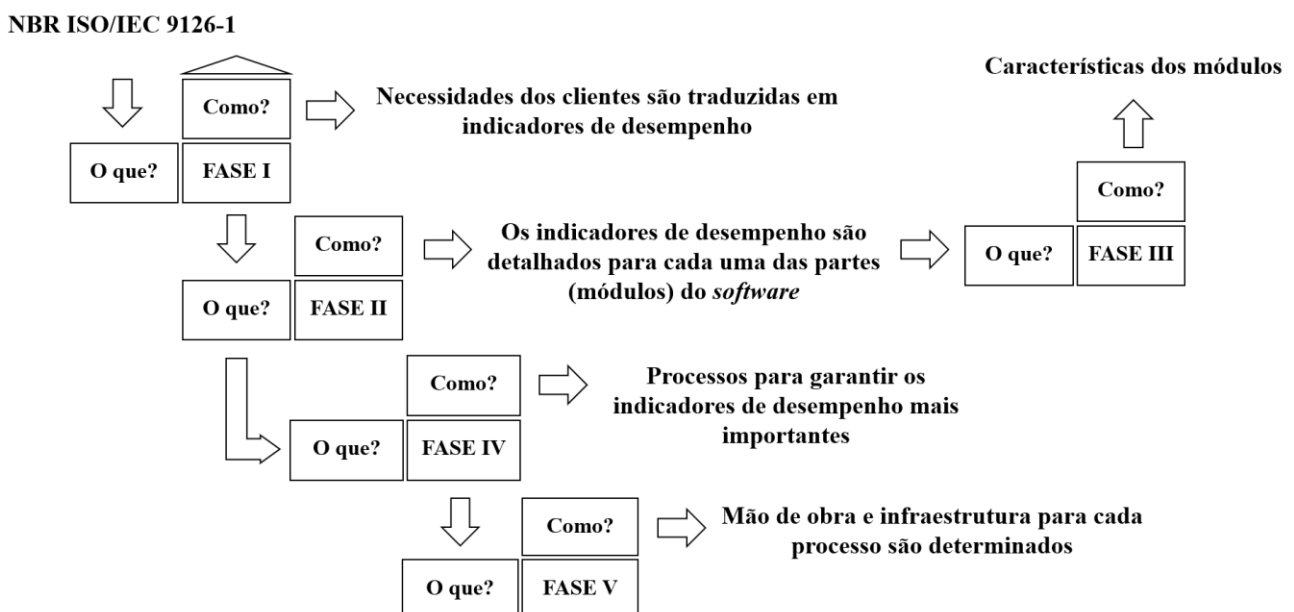 NBR ISO/IEC 9126-1
Características dos módulos
Como?
Necessidades dos clientes são traduzidas em
indicadores de desempenho
O que?
FASE I
Como?
Como?
Os indicadores de desempenho são
detalhados para cada uma das partes
(módulos) do software
O que?
FASE III
O que?
FASE II
Como?
Processos para garantir os
indicadores de desempenho mais
importantes
O que?
FASE IV
Como?
Mão de obra e infraestrutura para cada
processo são determinados
O que?
FASE V